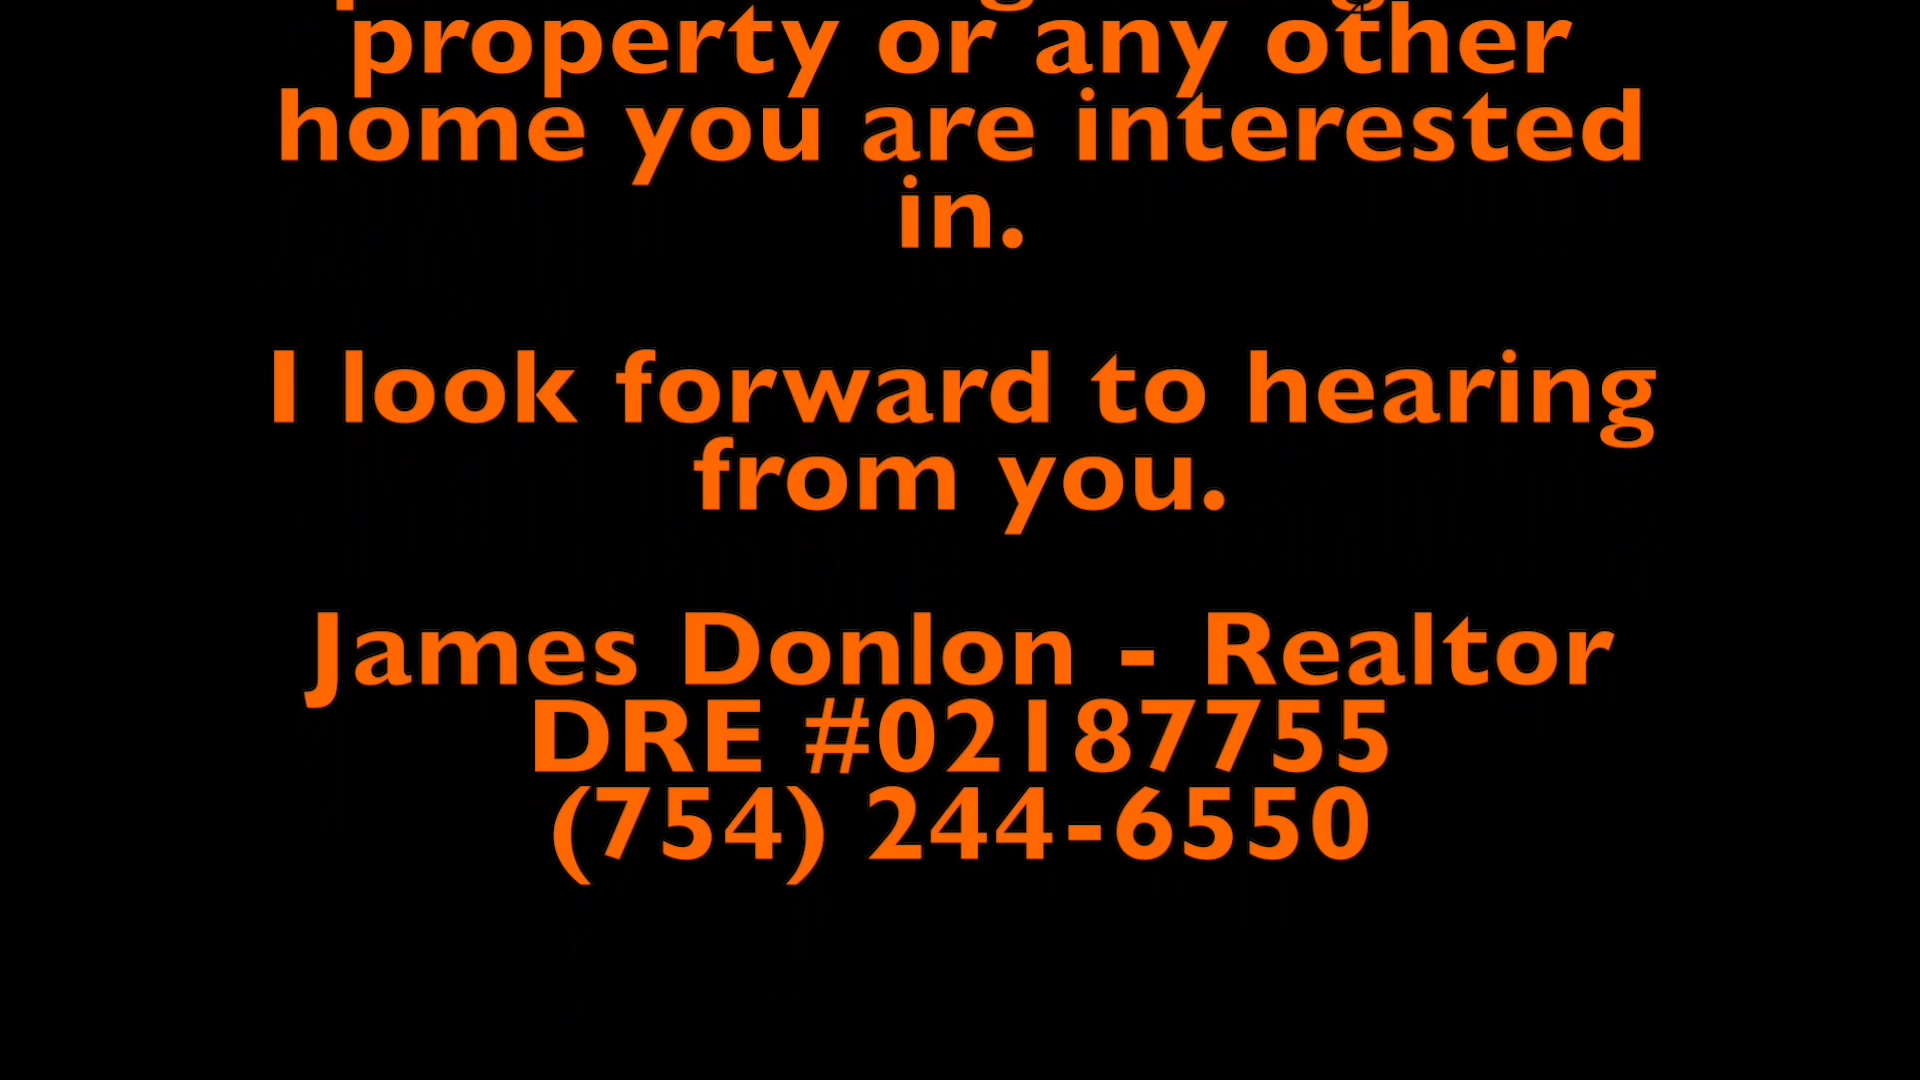 property or any other
home you are interested
in.
I look forward to hearing
from you.
James Donlon - Realtor
DRE #02187755
(754) 244-6550